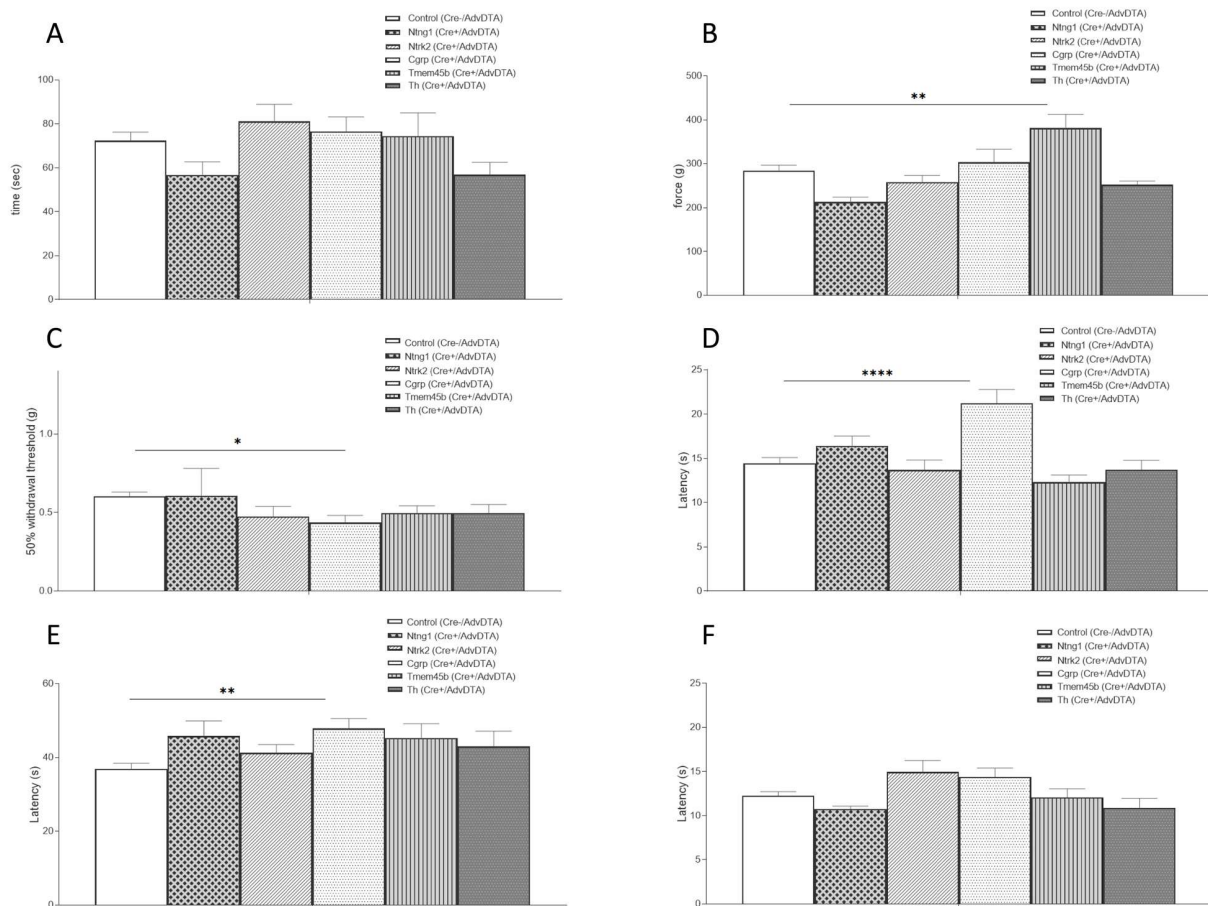 A
Control (Cre-/AdvDTA)
Ntng1 (Cre+/AdvDTA)
Ntrk2 (Cre+/AdvDTA)
Cgrp (Cre+/AdvDTA)
Tmem45b (Cre+/AdvDTA)
Th (Cre+/AdvDTA)
time (sec)
100
80
60
40
20
0
B
Control (Cre-/AdvDTA)
Ntng1 (Cre+/AdvDTA)
Ntrk2 (Cre+/AdvDTA)
Cgrp (Cre+/AdvDTA)
Tmem45b (Cre+/AdvDTA)
Th (Cre+/AdvDTA)
**
force (g)
500
400
300
200
100
0
C
Control (Cre-/AdvDTA)
Ntng1 (Cre+/AdvDTA)
Ntrk2 (Cre+/AdvDTA)
Cgrp (Cre+/AdvDTA)
Tmem45b (Cre+/AdvDTA)
Th (Cre+/AdvDTA)
*
50% withdrawal threshold (g)
1.0
0.5
0.0
D
Control (Cre-/AdvDTA)
Ntng1 (Cre+/AdvDTA)
Ntrk2 (Cre+/AdvDTA)
Cgrp (Cre+/AdvDTA)
Tmem45b (Cre+/AdvDTA)
Th (Cre+/AdvDTA)
****
Latency (s)
25
20
15
10
5
0
E
Control (Cre-/AdvDTA)
Ntng1 (Cre+/AdvDTA)
Ntrk2 (Cre+/AdvDTA)
Cgrp (Cre+/AdvDTA)
Tmem45b (Cre+/AdvDTA)
Th (Cre+/AdvDTA)
**
Latency (s)
60
40
20
0
F
Control (Cre-/AdvDTA)
Ntng1 (Cre+/AdvDTA)
Ntrk2 (Cre+/AdvDTA)
Cgrp (Cre+/AdvDTA)
Tmem45b (Cre+/AdvDTA)
Th (Cre+/AdvDTA)
Latency (s)
25
20
15
10
5
0